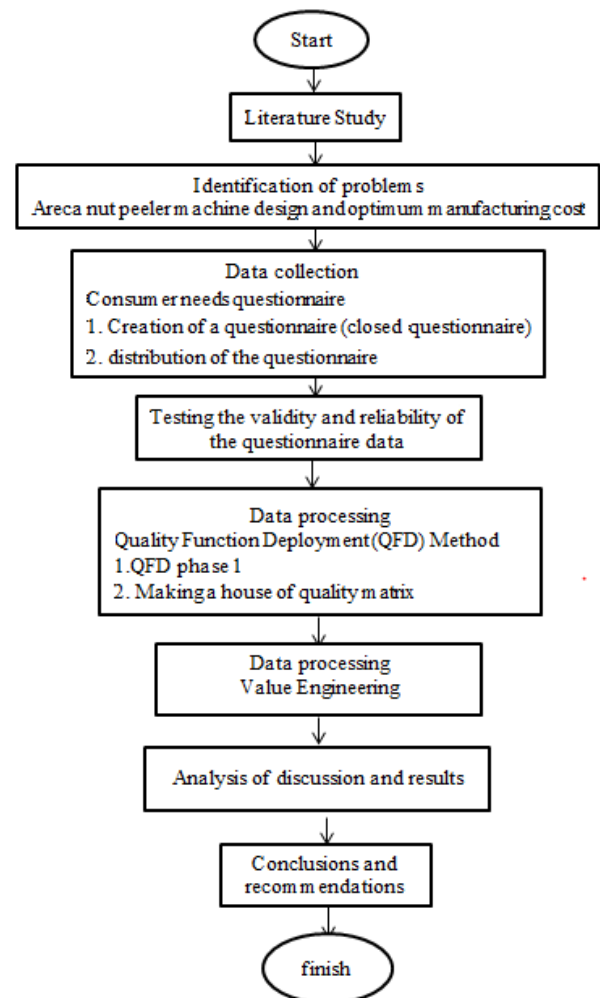 Start
Literature Study
Identification of problems
Areca nut peeler machine design and optimum manufacturing cost
Data collection
Consumer needs questionnaire
1. Creation of a questionnaire (closed questionnaire)
2. distribution of the questionnaire
Testing the validity and reliability of
the questionnaire data
Data processing
Quality Function Deployment (QFD) Method
1.QFD phase 1
2. Making a house of quality matrix
Data processing
Value Engineering
Analysis of discussion and results
Conclusions and
recommendations
finish